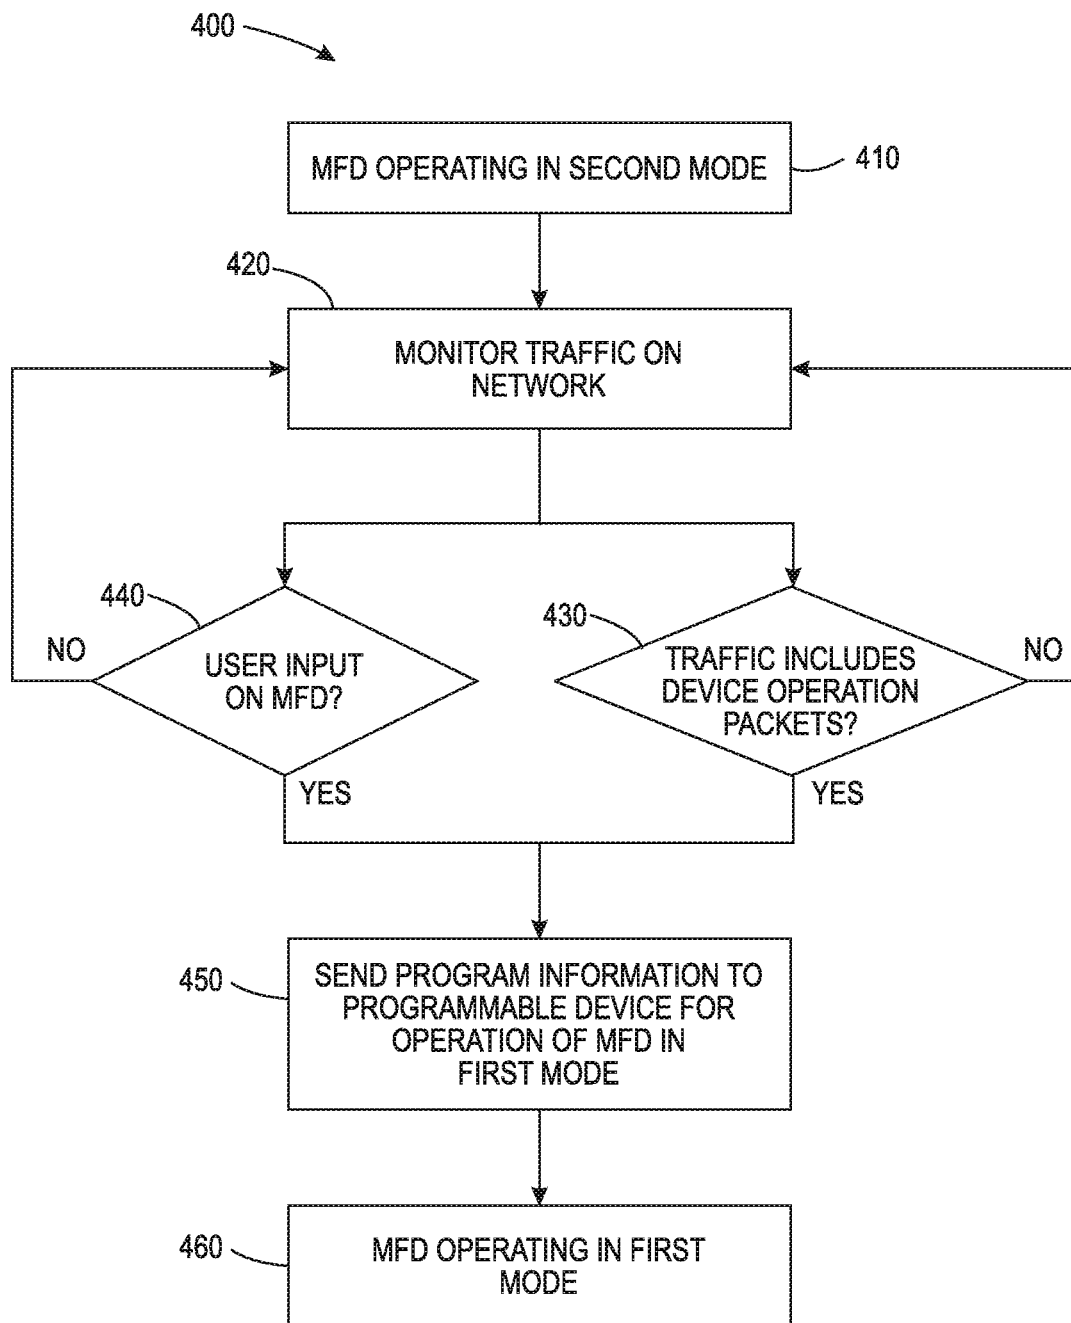 400
MFD OPERATING IN SECOND MODE
410
420
MONITOR TRAFFIC ON
NETWORK
440
430
NO
USER INPUT
ON MFD?
TRAFFIC INCLUDES
DEVICE OPERATION
PACKETS?
NO
YES
YES
450
SEND PROGRAM INFORMATION TO
PROGRAMMABLE DEVICE FOR
OPERATION OF MFD IN
FIRST MODE
460
MFD OPERATING IN FIRST
MODE